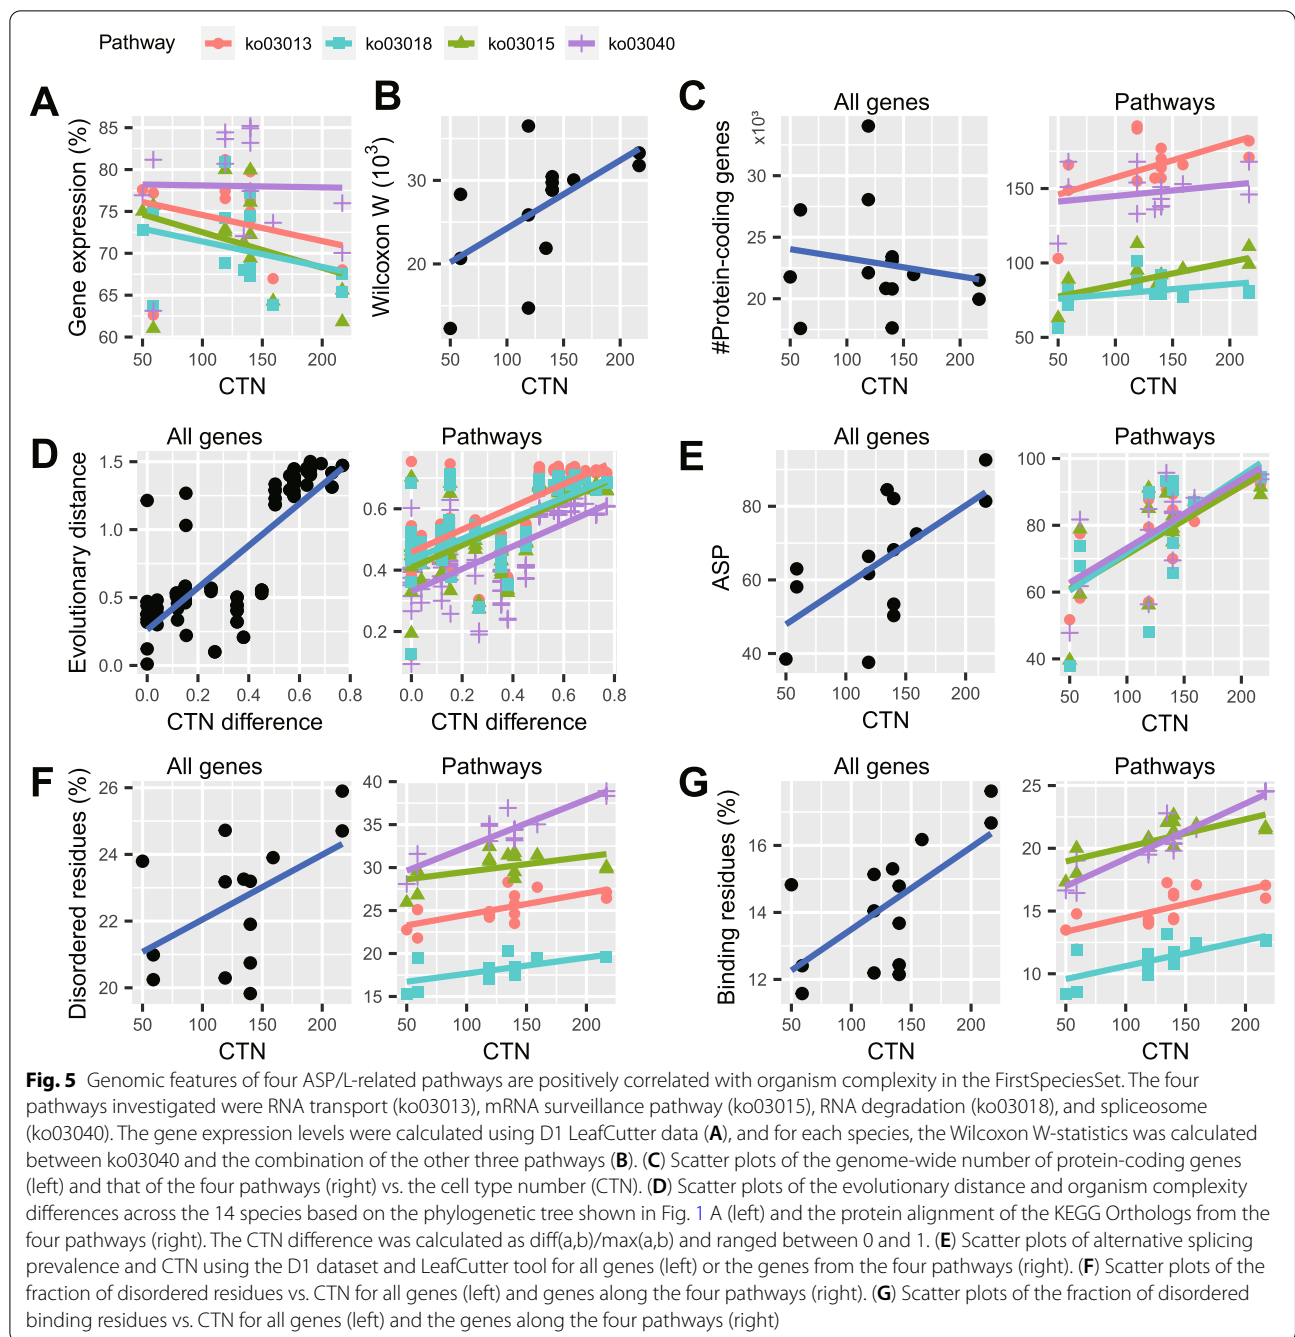 Pathway ko03013 ko03018 ko03015 ko03040
A
Gene expression (%)
85
80
75
70
65
60
50 100 150 200
CTN
B
Wilcoxon W (10³)
30
20
50 100 150 200
CTN
C
All genes
#Protein-coding genes
x10³
30
25
20
50 100 150 200
CTN
Pathways
150
100
50
50 100 150 200
CTN
D
All genes
Evolutionary distance
1.5
1.0
0.5
0.0
0.0 0.2 0.4 0.6 0.8
CTN difference
Pathways
0.6
0.4
0.2
0.0 0.2 0.4 0.6 0.8
CTN difference
E
ASP
80
60
40
50 100 150 200
CTN
Pathways
100
80
60
40
50 100 150 200
CTN
F
All genes
Disordered residues (%)
26
24
22
20
50 100 150 200
CTN
Pathways
40
35
30
25
20
15
50 100 150 200
CTN
G
All genes
Binding residues (%)
16
14
12
50 100 150 200
CTN
Pathways
25
20
15
10
50 100 150 200
CTN
Fig. 5 Genomic features of four ASP/L-related pathways are positively correlated with organism complexity in the FirstSpeciesSet. The four
pathways investigated were RNA transport (ko03013), mRNA surveillance pathway (ko03015), RNA degradation (ko03018), and spliceosome
(ko03040). The gene expression levels were calculated using D1 LeafCutter data (A), and for each species, the Wilcoxon W-statistics was calculated
between ko03040 and the combination of the other three pathways (B). (C) Scatter plots of the genome-wide number of protein-coding genes
(left) and that of the four pathways (right) vs. the cell type number (CTN). (D) Scatter plots of the evolutionary distance and organism complexity
differences across the 14 species based on the phylogenetic tree shown in Fig. 1 A (left) and the protein alignment of the KEGG Orthologs from the
four pathways (right). The CTN difference was calculated as diff(a,b)/max(a,b) and ranged between 0 and 1. (E) Scatter plots of alternative splicing
prevalence and CTN using the D1 dataset and LeafCutter tool for all genes (left) or the genes from the four pathways (right). (F) Scatter plots of the
fraction of disordered residues vs. CTN for all genes (left) and genes along the four pathways (right). (G) Scatter plots of the fraction of disordered
binding residues vs. CTN for all genes (left) and the genes along the four pathways (right)